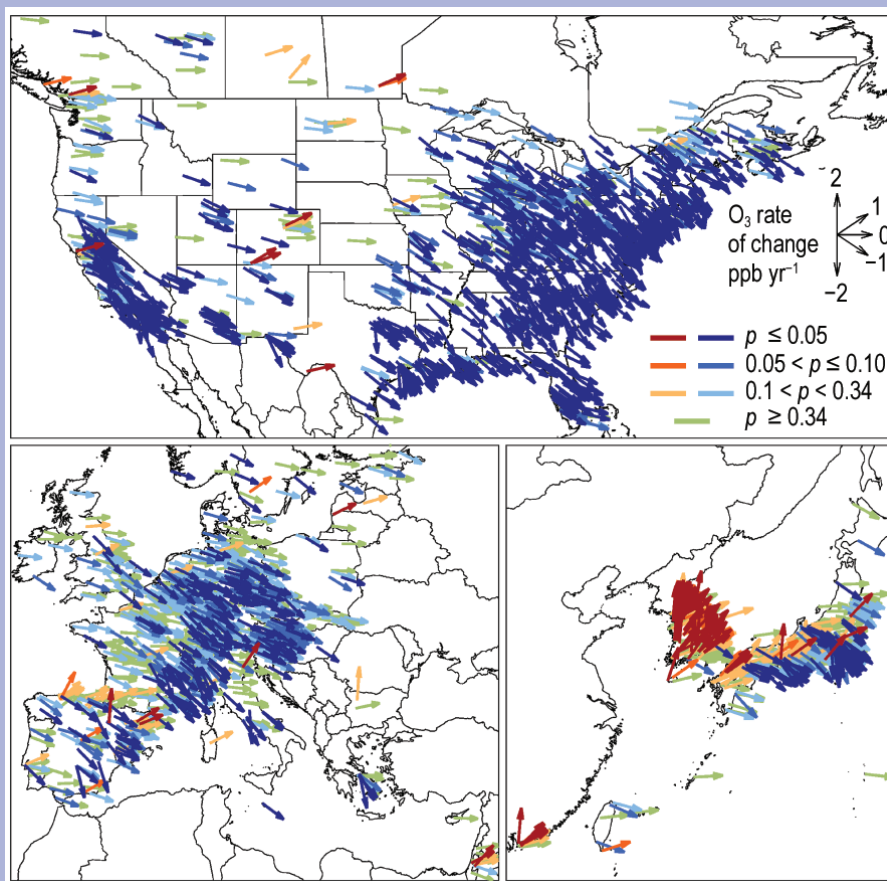 2
O₃ rate
of change
ppb yr⁻¹
1
0
−1
−2
p ≤ 0.05
0.05 < p ≤ 0.10
0.1 < p < 0.34
p ≥ 0.34